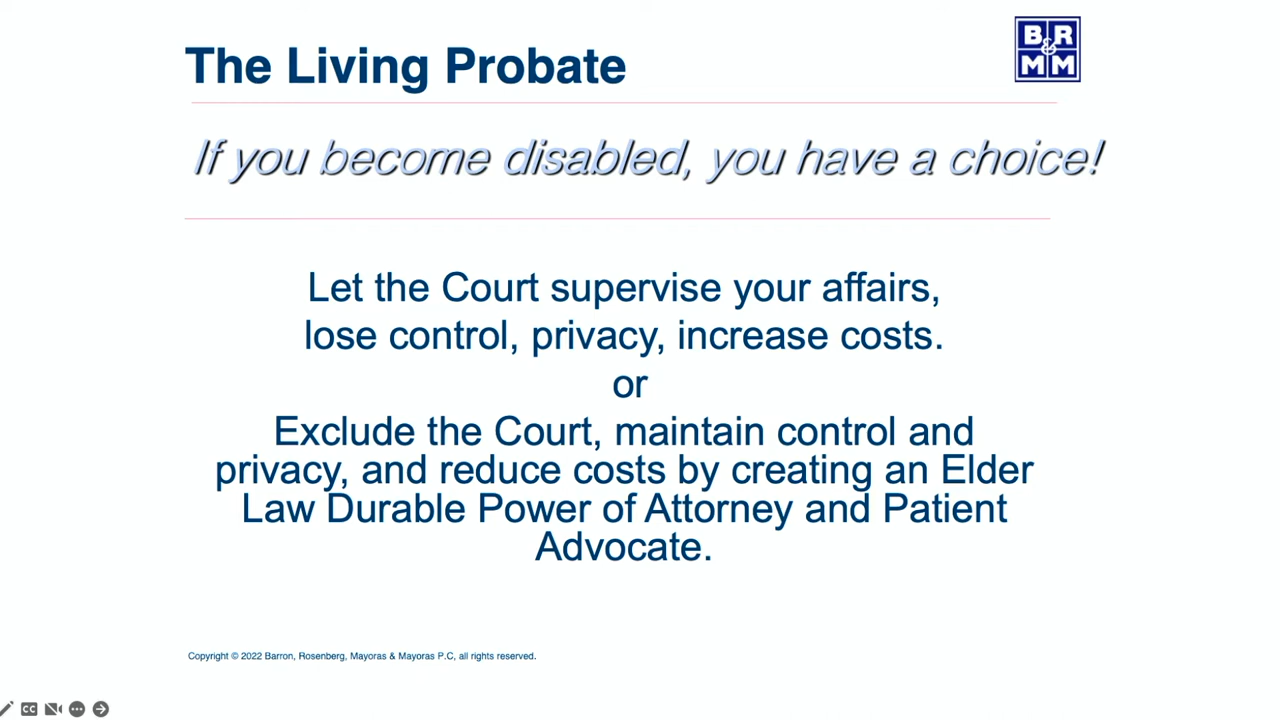 The Living Probate
B&R
MM
If you become disabled, you have a choice!
Let the Court supervise your affairs,
lose control, privacy, increase costs.
or
Exclude the Court, maintain control and
privacy, and reduce costs by creating an Elder
Law Durable Power of Attorney and Patient
Advocate.
Copyright © 2022 Barron, Rosenberg, Mayoras & Mayoras P.C, all rights reserved.
CC